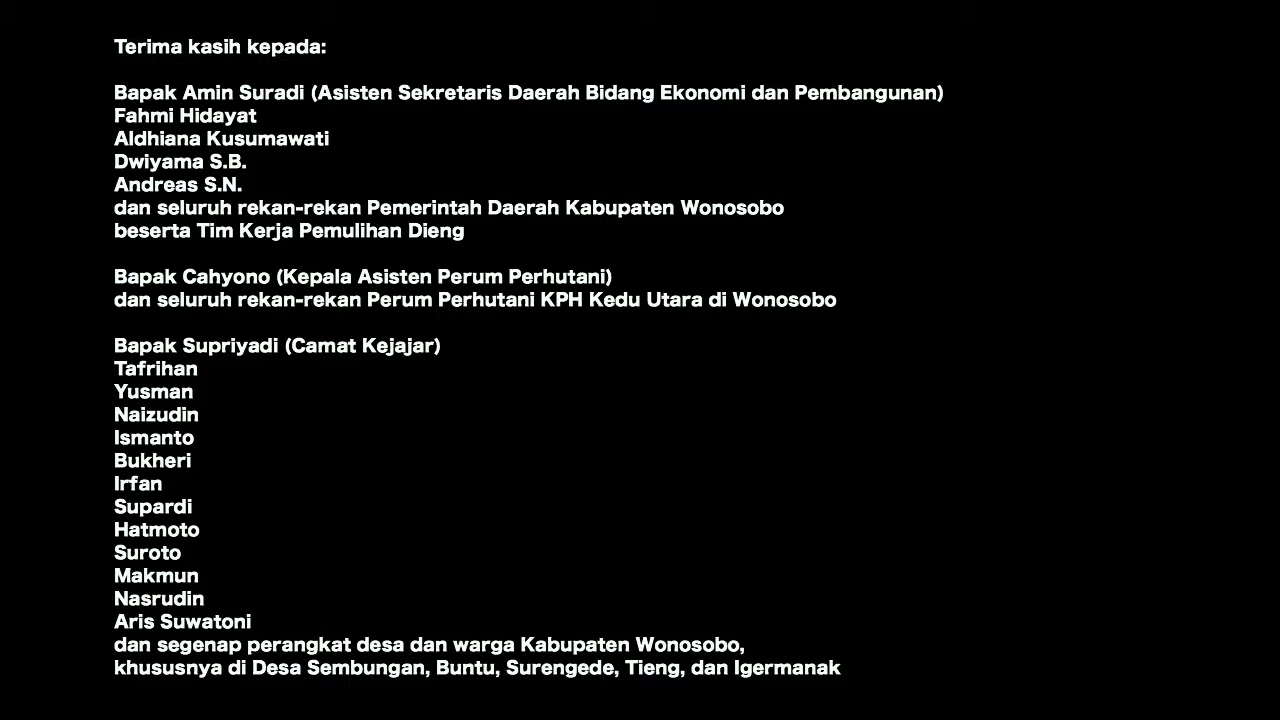 Terima kasih kepada:
Bapak Amin Suradi (Asisten Sekretaris Daerah Bidang Ekonomi dan Pembangunan)
Fahmi Hidayat
Aldhiana Kusumawati
Dwiyama S.B.
Andreas S.N.
dan seluruh rekan-rekan Pemerintah Daerah Kabupaten Wonosobo
beserta Tim Kerja Pemulihan Dieng
Bapak Cahyono (Kepala Asisten Perum Perhutani)
dan seluruh rekan-rekan Perum Perhutani KPH Kedu Utara di Wonosobo
Bapak Supriyadi (Camat Kejajar)
Tafrihan
Yusman
Naizudin
Ismanto
Bukheri
Irfan
Supardi
Hatmoto
Suroto
Makmun
Nasrudin
Aris Suwatoni
dan segenap perangkat desa dan warga Kabupaten Wonosobo,
khususnya di Desa Sembungan, Buntu, Surengede, Tieng, dan Igermanak